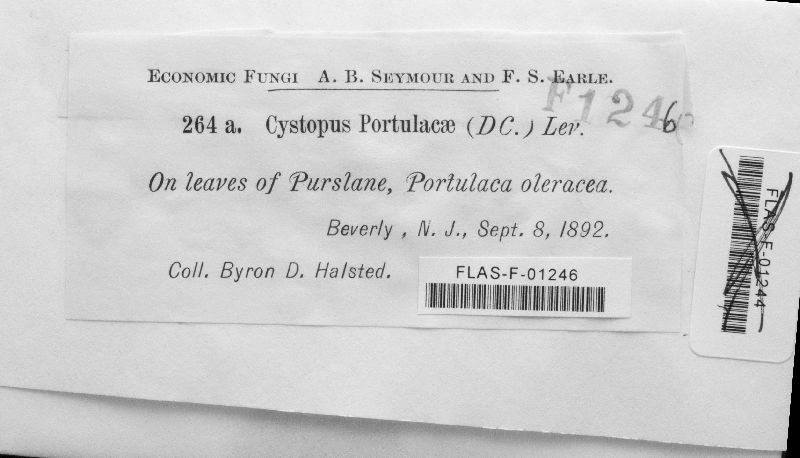 ECONOMIC FUNGI A. B. SEYMOUR AND F. S. EARLE.
F1246
264 a. Cystopus Portulacæ (DC.) Lev.
On leaves of Purslane, Portulaca oleracea.
Beverly , N. J., Sept. 8, 1892.
Coll. Byron D. Halsted.
FLAS-F-01246
FLAS-F-01244